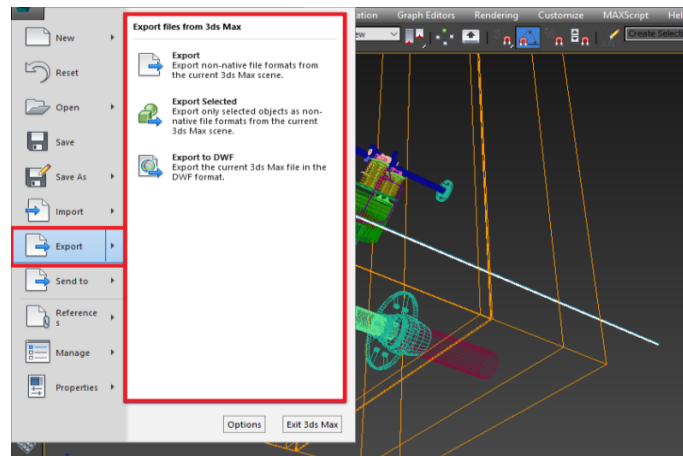 ation Graph Editors Rendering Customize MAXScript Hel
ew
Create Selecti
New
Reset
Open
Save
Save As
Import
Export
Send to
Reference
s
Manage
Properties
Export files from 3ds Max
Export
Export non-native file formats from
the current 3ds Max scene.
Export Selected
Export only selected objects as non-
native file formats from the current
3ds Max scene.
Export to DWF
Export the current 3ds Max file in the
DWF format.
Options Exit 3ds Max